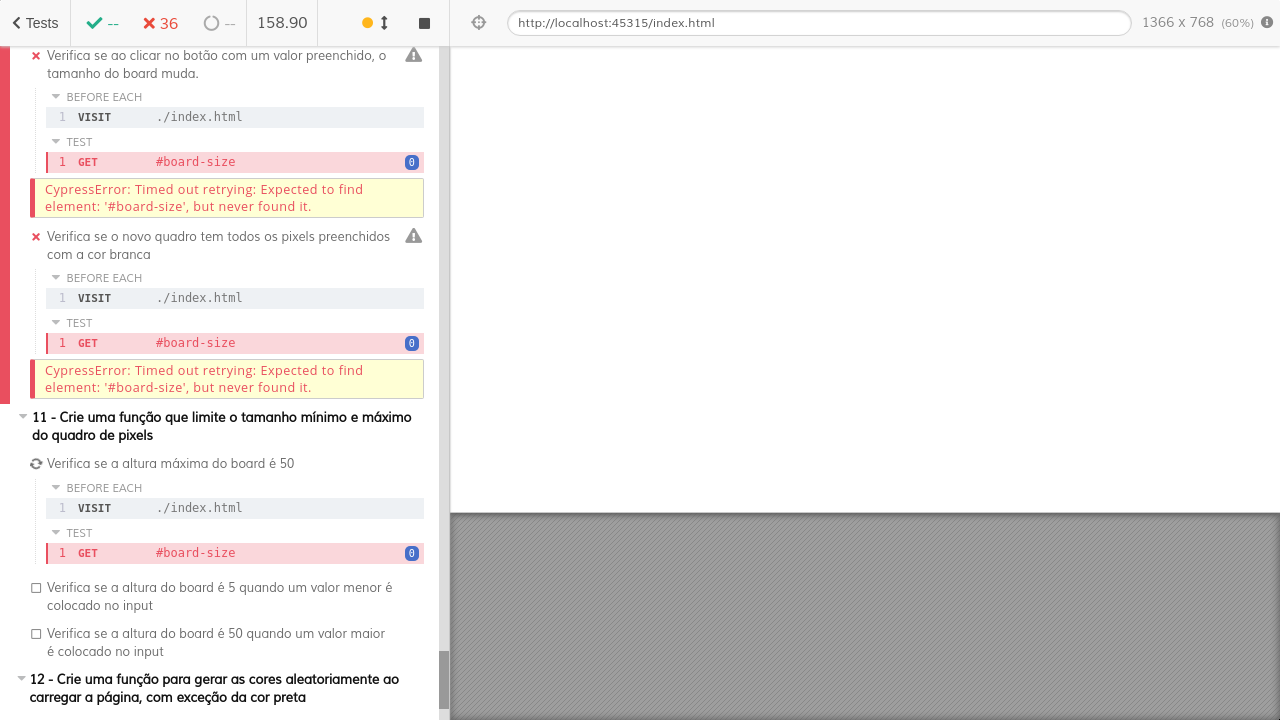 Tests -- 36 -- 158.90
http://localhost:45315/index.html 1366 x 768 (60%)
Verifica se ao clicar no botão com um valor preenchido, o
tamanho do board muda.
BEFORE EACH
1 VISIT ./index.html
TEST
1 GET #board-size 0
CypressError: Timed out retrying: Expected to find
element: '#board-size', but never found it.
Verifica se o novo quadro tem todos os pixels preenchidos
com a cor branca
BEFORE EACH
1 VISIT ./index.html
TEST
1 GET #board-size 0
CypressError: Timed out retrying: Expected to find
element: '#board-size', but never found it.
11 - Crie uma função que limite o tamanho mínimo e máximo
do quadro de pixels
Verifica se a altura máxima do board é 50
BEFORE EACH
1 VISIT ./index.html
TEST
1 GET #board-size 0
Verifica se a altura do board é 5 quando um valor menor é
colocado no input
Verifica se a altura do board é 50 quando um valor maior
é colocado no input
12 - Crie uma função para gerar as cores aleatoriamente ao
carregar a página, com exceção da cor preta